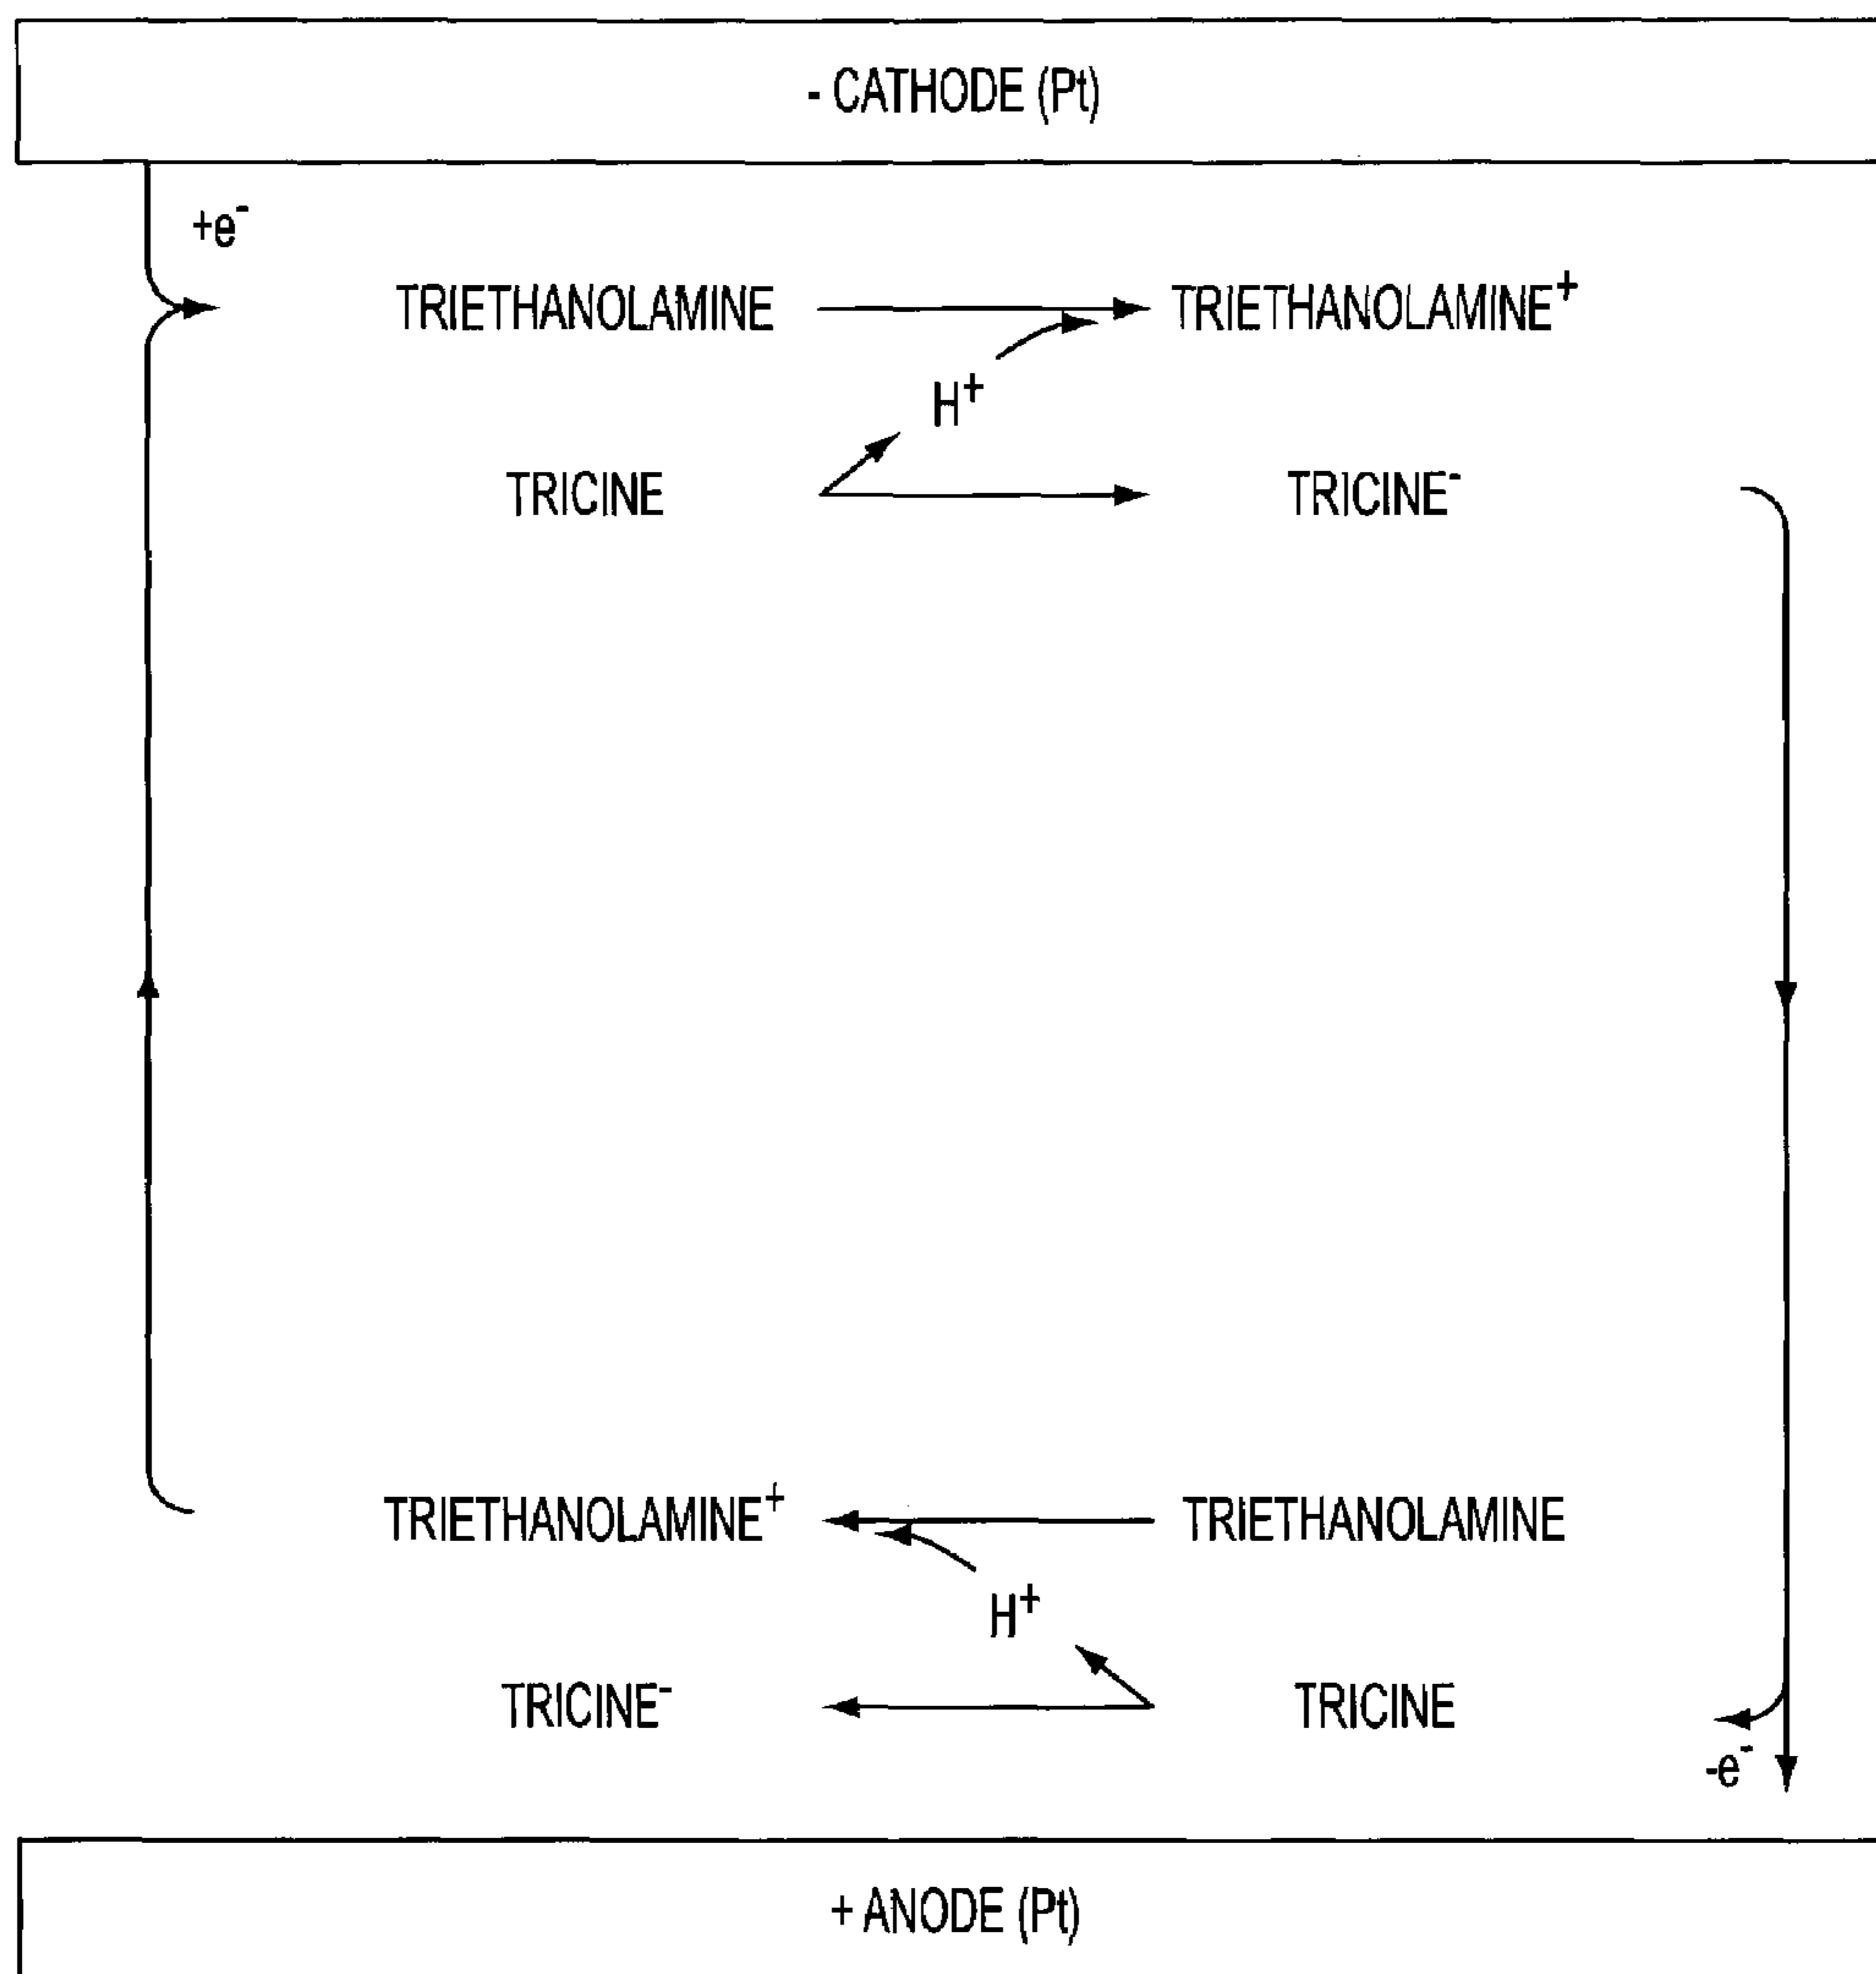 - CATHODE (Pt)
+e⁻
TRIETHANOLAMINE TRIETHANOLAMINE⁺
H⁺
TRICINE TRICINE⁻
TRIETHANOLAMINE⁺ TRIETHANOLAMINE
H⁺
TRICINE⁻ TRICINE
-e⁻
+ ANODE (Pt)